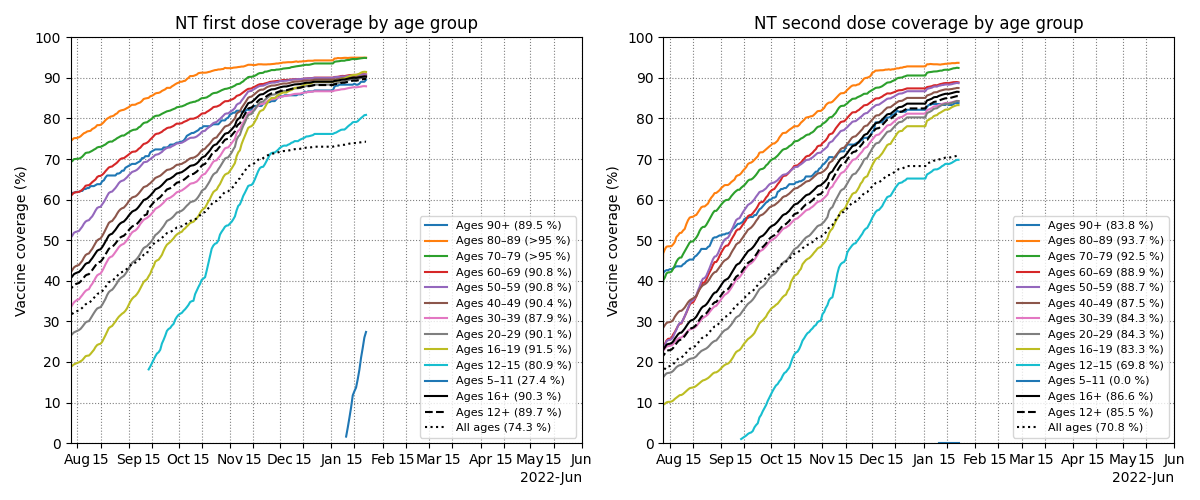 NT first dose coverage by age group
Vaccine coverage (%)
100
90
80
70
60
50
40
30
20
10
0
Aug 15 Sep 15 Oct 15 Nov 15 Dec 15 Jan 15 Feb 15 Mar 15 Apr 15 May 15 Jun
2022-Jun
Ages 90+ (89.5 %)
Ages 80–89 (>95 %)
Ages 70–79 (>95 %)
Ages 60–69 (90.8 %)
Ages 50–59 (90.8 %)
Ages 40–49 (90.4 %)
Ages 30–39 (87.9 %)
Ages 20–29 (90.1 %)
Ages 16–19 (91.5 %)
Ages 12–15 (80.9 %)
Ages 5–11 (27.4 %)
Ages 16+ (90.3 %)
Ages 12+ (89.7 %)
All ages (74.3 %)
NT second dose coverage by age group
Vaccine coverage (%)
100
90
80
70
60
50
40
30
20
10
0
Aug 15 Sep 15 Oct 15 Nov 15 Dec 15 Jan 15 Feb 15 Mar 15 Apr 15 May 15 Jun
2022-Jun
Ages 90+ (83.8 %)
Ages 80–89 (93.7 %)
Ages 70–79 (92.5 %)
Ages 60–69 (88.9 %)
Ages 50–59 (88.7 %)
Ages 40–49 (87.5 %)
Ages 30–39 (84.3 %)
Ages 20–29 (84.3 %)
Ages 16–19 (83.3 %)
Ages 12–15 (69.8 %)
Ages 5–11 (0.0 %)
Ages 16+ (86.6 %)
Ages 12+ (85.5 %)
All ages (70.8 %)